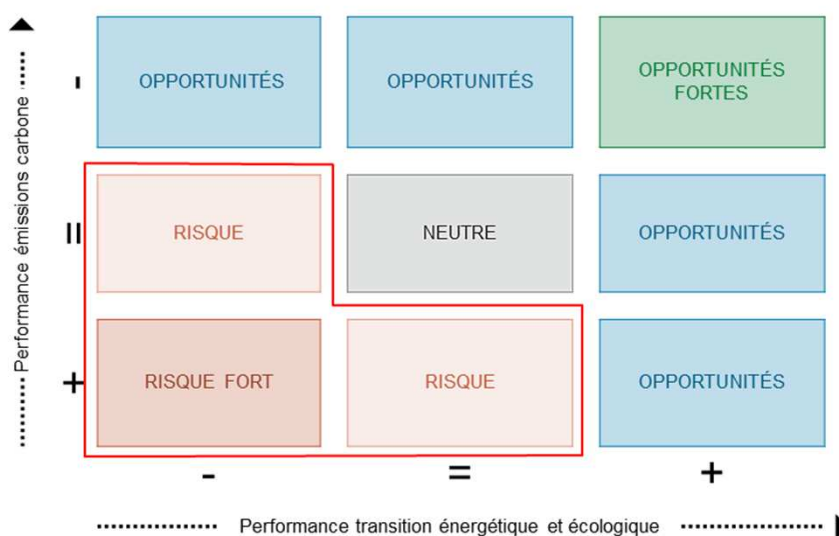 Performance émissions carbone
-
OPPORTUNITÉS
OPPORTUNITÉS
OPPORTUNITÉS
FORTES
=
RISQUE
NEUTRE
OPPORTUNITÉS
+
RISQUE FORT
RISQUE
OPPORTUNITÉS
-
=
+
Performance transition énergétique et écologique